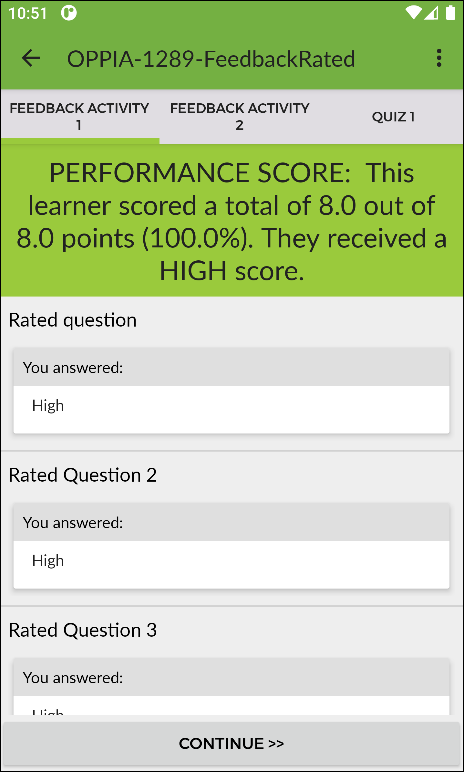 10:51
OPPIA-1289-FeedbackRated
FEEDBACK ACTIVITY
1
FEEDBACK ACTIVITY
2
QUIZ 1
PERFORMANCE SCORE:  This
learner scored a total of 8.0 out of
8.0 points (100.0%). They received a
HIGH score.
Rated question
You answered:
High
Rated Question 2
You answered:
High
Rated Question 3
You answered:
High
CONTINUE >>